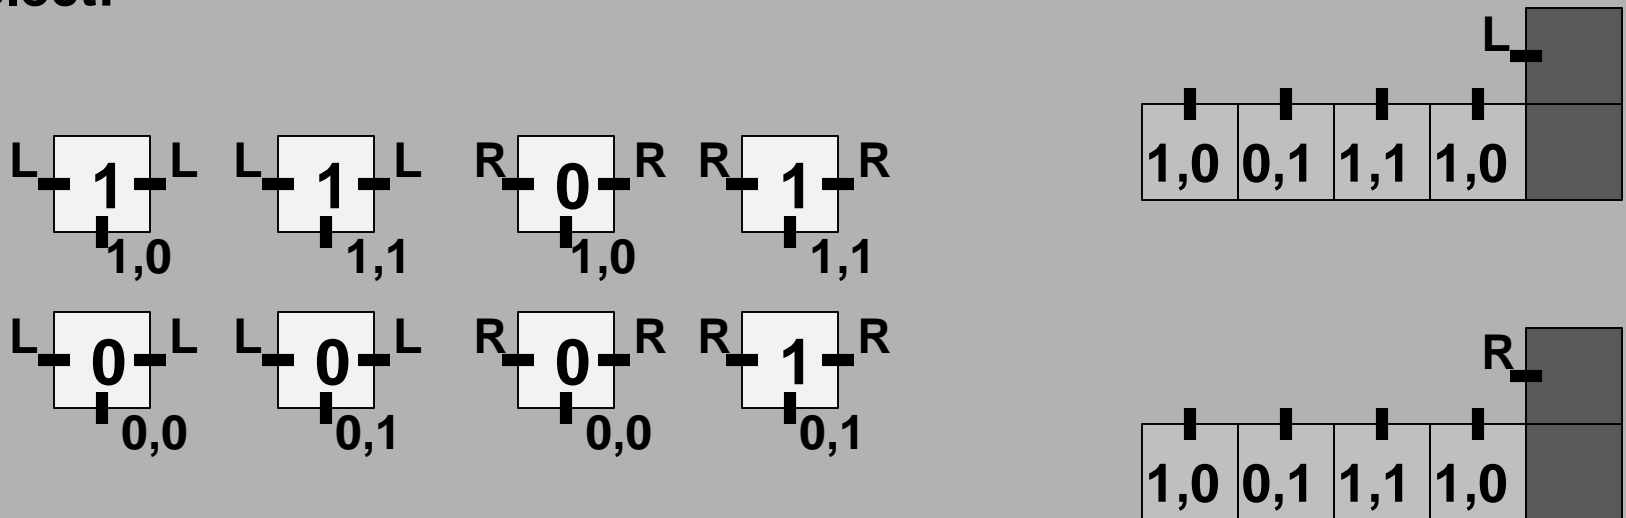 L
L 1 L L 1 L R 0 R R 1 R
1,0 0,1 1,1 1,0
1,0 1,1 1,0 1,1
L 0 L L 0 L R 0 R R 1 R
R
0,0 0,1 0,0 0,1
1,0 0,1 1,1 1,0